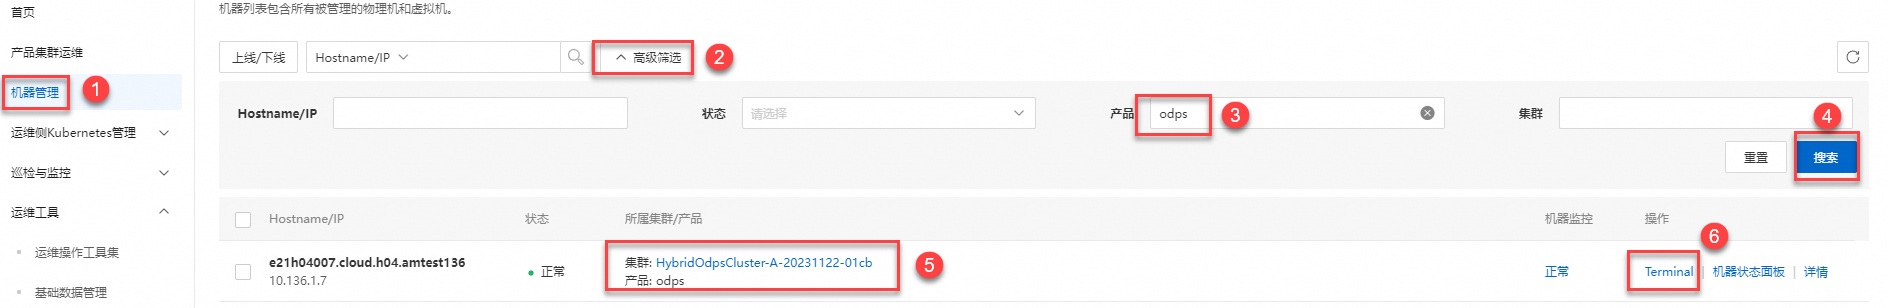 首页
机器列表包含所有被管理的物理机和虚拟机。
产品集群运维
上线/下线 Hostname/IP 高级筛选 2
机器管理 1
Hostname/IP 状态 请选择 产品 odps 3 集群 4
运维侧Kubernetes管理
重置 搜索
巡检与监控
运维工具
Hostname/IP 状态 所属集群/产品 机器监控 操作
6
运维操作工具集
e21h04007.cloud.h04.amtest136
10.136.1.7
正常
集群: HybridOdpsCluster-A-20231122-01cb
产品: odps
5
正常 Terminal | 机器状态面板 | 详情
基础数据管理